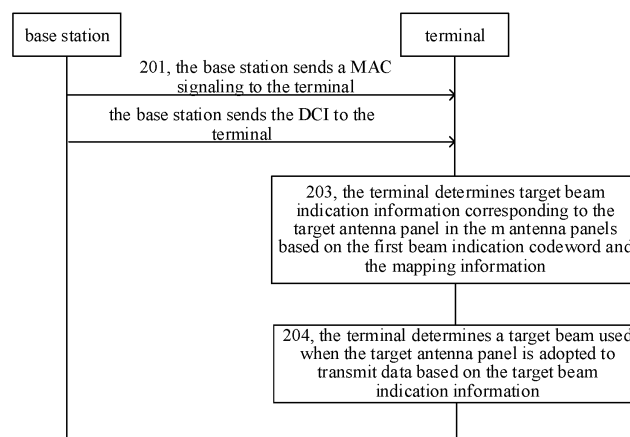 base station
terminal
201, the base station sends a MAC
signaling to the terminal
the base station sends the DCI to the
terminal
203, the terminal determines target beam
indication information corresponding to the
target antenna panel in the m antenna panels
based on the first beam indication codeword and
the mapping information
204, the terminal determines a target beam used
when the target antenna panel is adopted to
transmit data based on the target beam
indication information